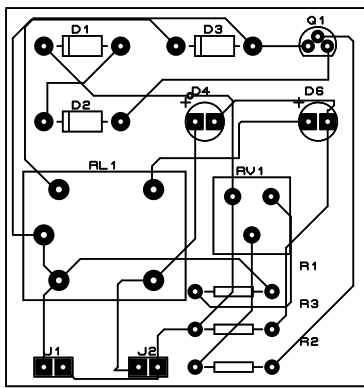 D1 D3 Q1
D2 D4 D6
+ +
RL1 RV1
R1
R3
R2
J1 J2